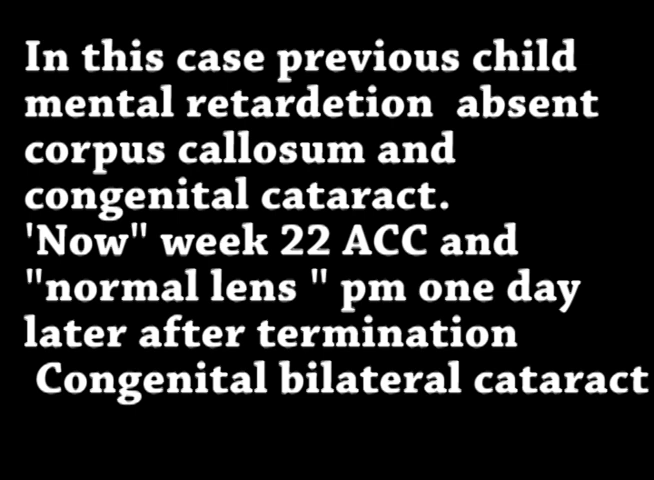 In this case previous child
mental retardetion absent
corpus callosum and
congenital cataract.
'Now" week 22 ACC and
"normal lens " pm one day
later after termination
Congenital bilateral cataract